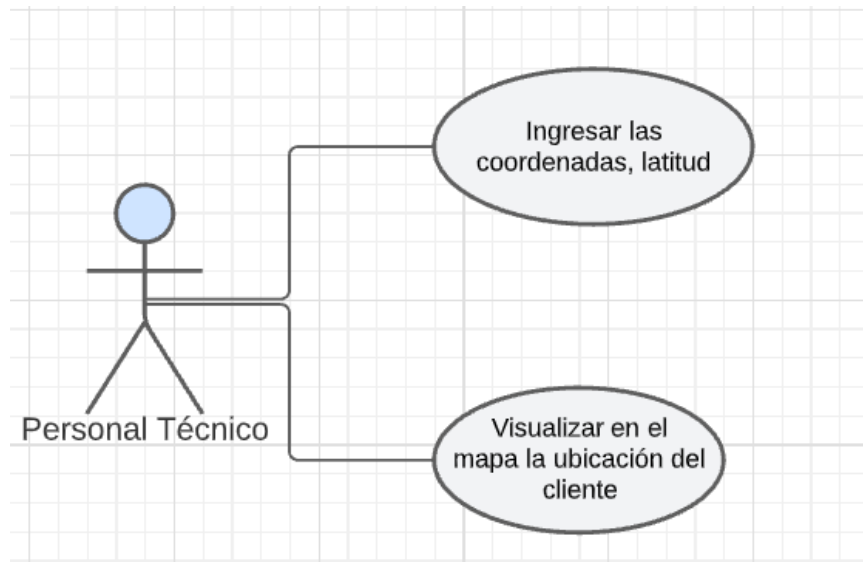 Ingresar las
coordenadas, latitud
Personal Técnico
Visualizar en el
mapa la ubicación del
cliente